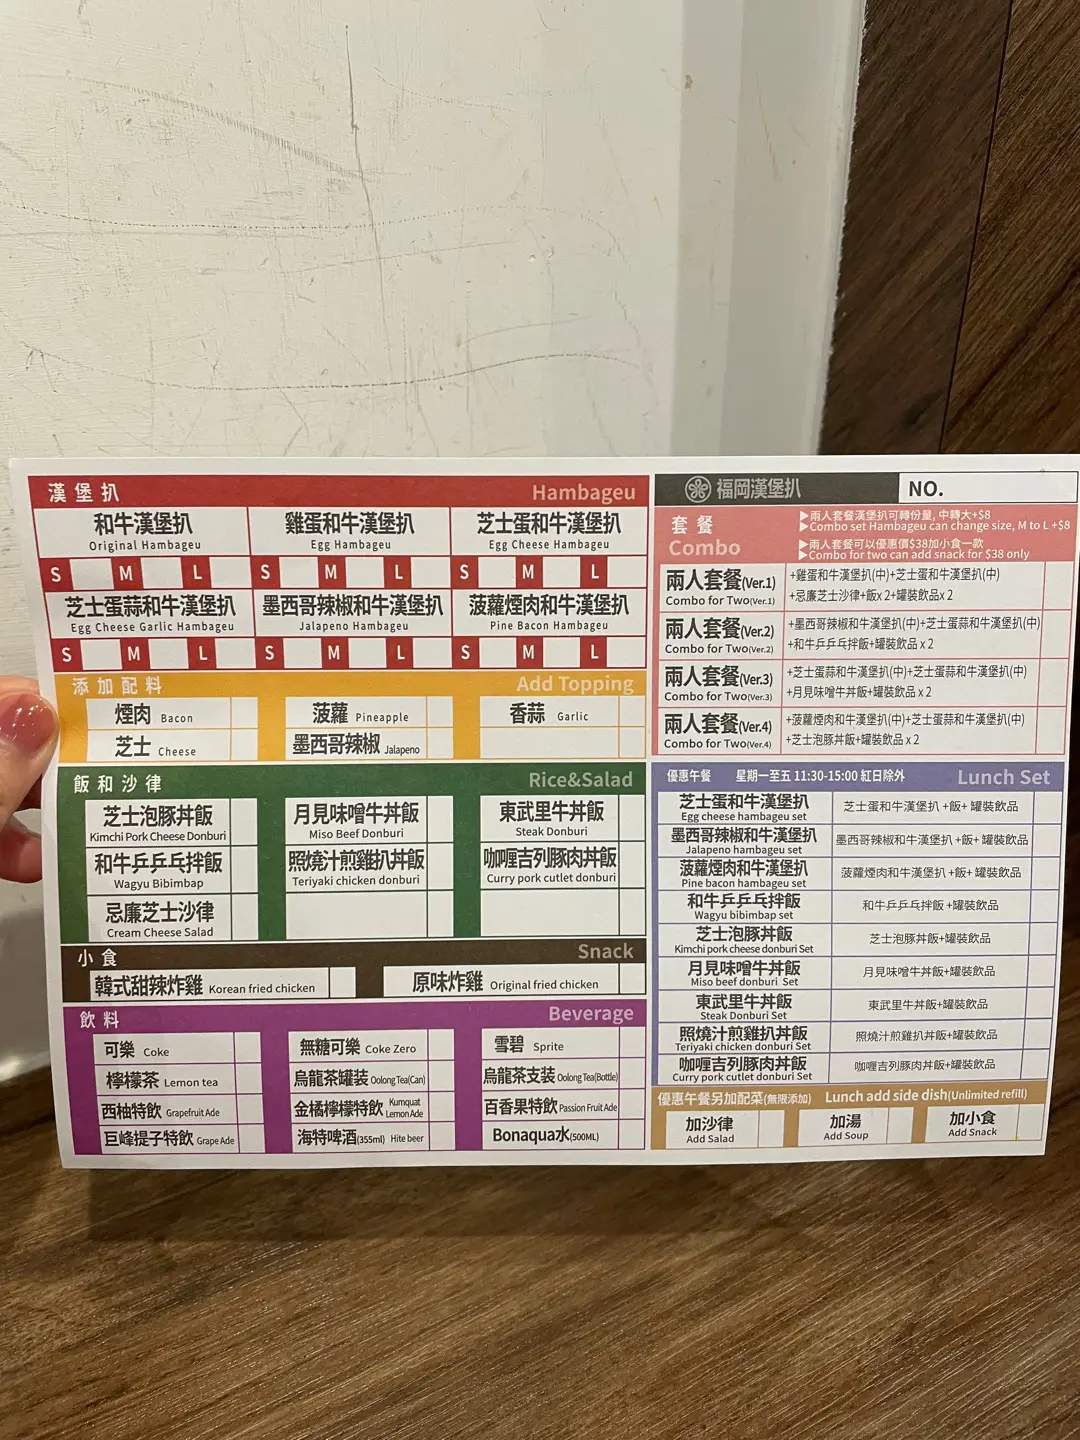 漢堡扒 Hambageu
和牛漢堡扒 雞蛋和牛漢堡扒 芝士蛋和牛漢堡扒
Original Hambageu Egg Hambageu Egg Cheese Hambageu
S M L S M L S M L
芝士蛋蒜和牛漢堡扒 墨西哥辣椒和牛漢堡扒 菠蘿煙肉和牛漢堡扒
Egg Cheese Garlic Hambageu Jalapeno Hambageu Pine Bacon Hambageu
S M L S M L S M L
添加配料 Add Topping
煙肉 Bacon 菠蘿 Pineapple 香蒜 Garlic
芝士 Cheese 墨西哥辣椒 Jalapeno
飯和沙律 Rice&Salad
芝士泡豚丼飯 月見味噌牛丼飯 東武里牛丼飯
Kimchi Pork Cheese Donburi Miso Beef Donburi Steak Donburi
和牛乒乒乓拌飯 照燒汁煎雞扒丼飯 咖喱吉列豚肉丼飯
Wagyu Bibimbap Teriyaki chicken donburi Curry pork cutlet donburi
忌廉芝士沙律
Cream Cheese Salad
小食 Snack
韓式甜辣炸雞 Korean fried chicken 原味炸雞 Original fried chicken
飲料 Beverage
可樂 Coke 無糖可樂 Coke Zero 雪碧 Sprite
檸檬茶 Lemon tea 烏龍茶罐装 Oolong Tea(Can) 烏龍茶支装 Oolong Tea(Bottle)
西柚特飲 Grapefruit Ade 金橘檸檬特飲 Kumquat Lemon Ade 百香果特飲 Passion Fruit Ade
巨峰提子特飲 Grape Ade 海特啤酒(355ml) Hite beer Bonaqua水(500ML)
福岡漢堡扒 NO.
套餐
Combo
▶兩人套餐漢堡扒可轉份量, 中轉大+$8
▶Combo set Hambageu can change size, M to L +$8
▶兩人套餐可以優惠價$38加小食一款
▶Combo for two can add snack for $38 only
兩人套餐(Ver.1) +雞蛋和牛漢堡扒(中)+芝士蛋和牛漢堡扒(中)
Combo for Two(Ver.1) +忌廉芝士沙律+飯x 2+罐裝飲品x 2
兩人套餐(Ver.2) +墨西哥辣椒和牛漢堡扒(中)+芝士蛋蒜和牛漢堡扒(中)
Combo for Two(Ver.2) +和牛乒乒乓拌飯+罐裝飲品 x 2
兩人套餐(Ver.3) +芝士蛋蒜和牛漢堡扒(中)+芝士蛋和牛漢堡扒(中)
Combo for Two(Ver.3) +月見味噌牛丼飯+罐裝飲品 x 2
兩人套餐(Ver.4) +菠蘿煙肉和牛漢堡扒(中)+芝士蛋蒜和牛漢堡扒(中)
Combo for Two(Ver.4) +芝士泡豚丼飯+罐裝飲品 x 2
優惠午餐 星期一至五 11:30-15:00 紅日除外 Lunch Set
芝士蛋和牛漢堡扒 芝士蛋和牛漢堡扒 +飯+ 罐裝飲品
Egg cheese hambageu set
墨西哥辣椒和牛漢堡扒 墨西哥辣椒和牛漢堡扒 +飯+ 罐裝飲品
Jalapeno hambageu set
菠蘿煙肉和牛漢堡扒 菠蘿煙肉和牛漢堡扒 +飯+ 罐裝飲品
Pine bacon hambageu set
和牛乒乒乓拌飯 和牛乒乒乓拌飯 +罐裝飲品
Wagyu bibimbap set
芝士泡豚丼飯 芝士泡豚丼飯+罐裝飲品
Kimchi pork cheese donburi Set
月見味噌牛丼飯 月見味噌牛丼飯+罐裝飲品
Miso beef donburi Set
東武里牛丼飯 東武里牛丼飯+罐裝飲品
Steak Donburi Set
照燒汁煎雞扒丼飯 照燒汁煎雞扒丼飯+罐裝飲品
Teriyaki chicken donburi Set
咖喱吉列豚肉丼飯 咖喱吉列豚肉丼飯+罐裝飲品
Curry pork cutlet donburi Set
優惠午餐另加配菜(無限添加) Lunch add side dish(Unlimited refill)
加沙律 加湯 加小食
Add Salad Add Soup Add Snack